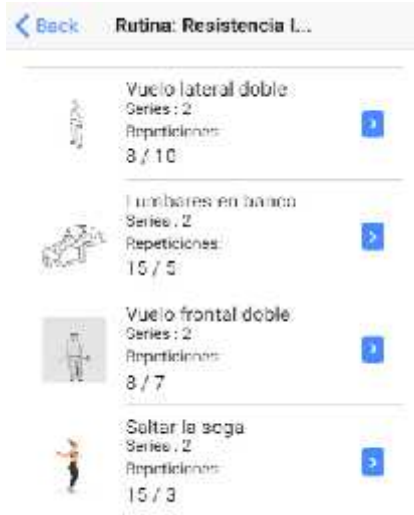 Back Rutina: Resistencia I...
Vuelo lateral doble
Series : 2
Repeticiones:
8 / 10
Lumbares en banco
Series : 2
Repeticiones:
15 / 5
Vuelo frontal doble
Series : 2
Repeticiones:
8 / 7
Saltar la soga
Series : 2
Repeticiones:
15 / 3